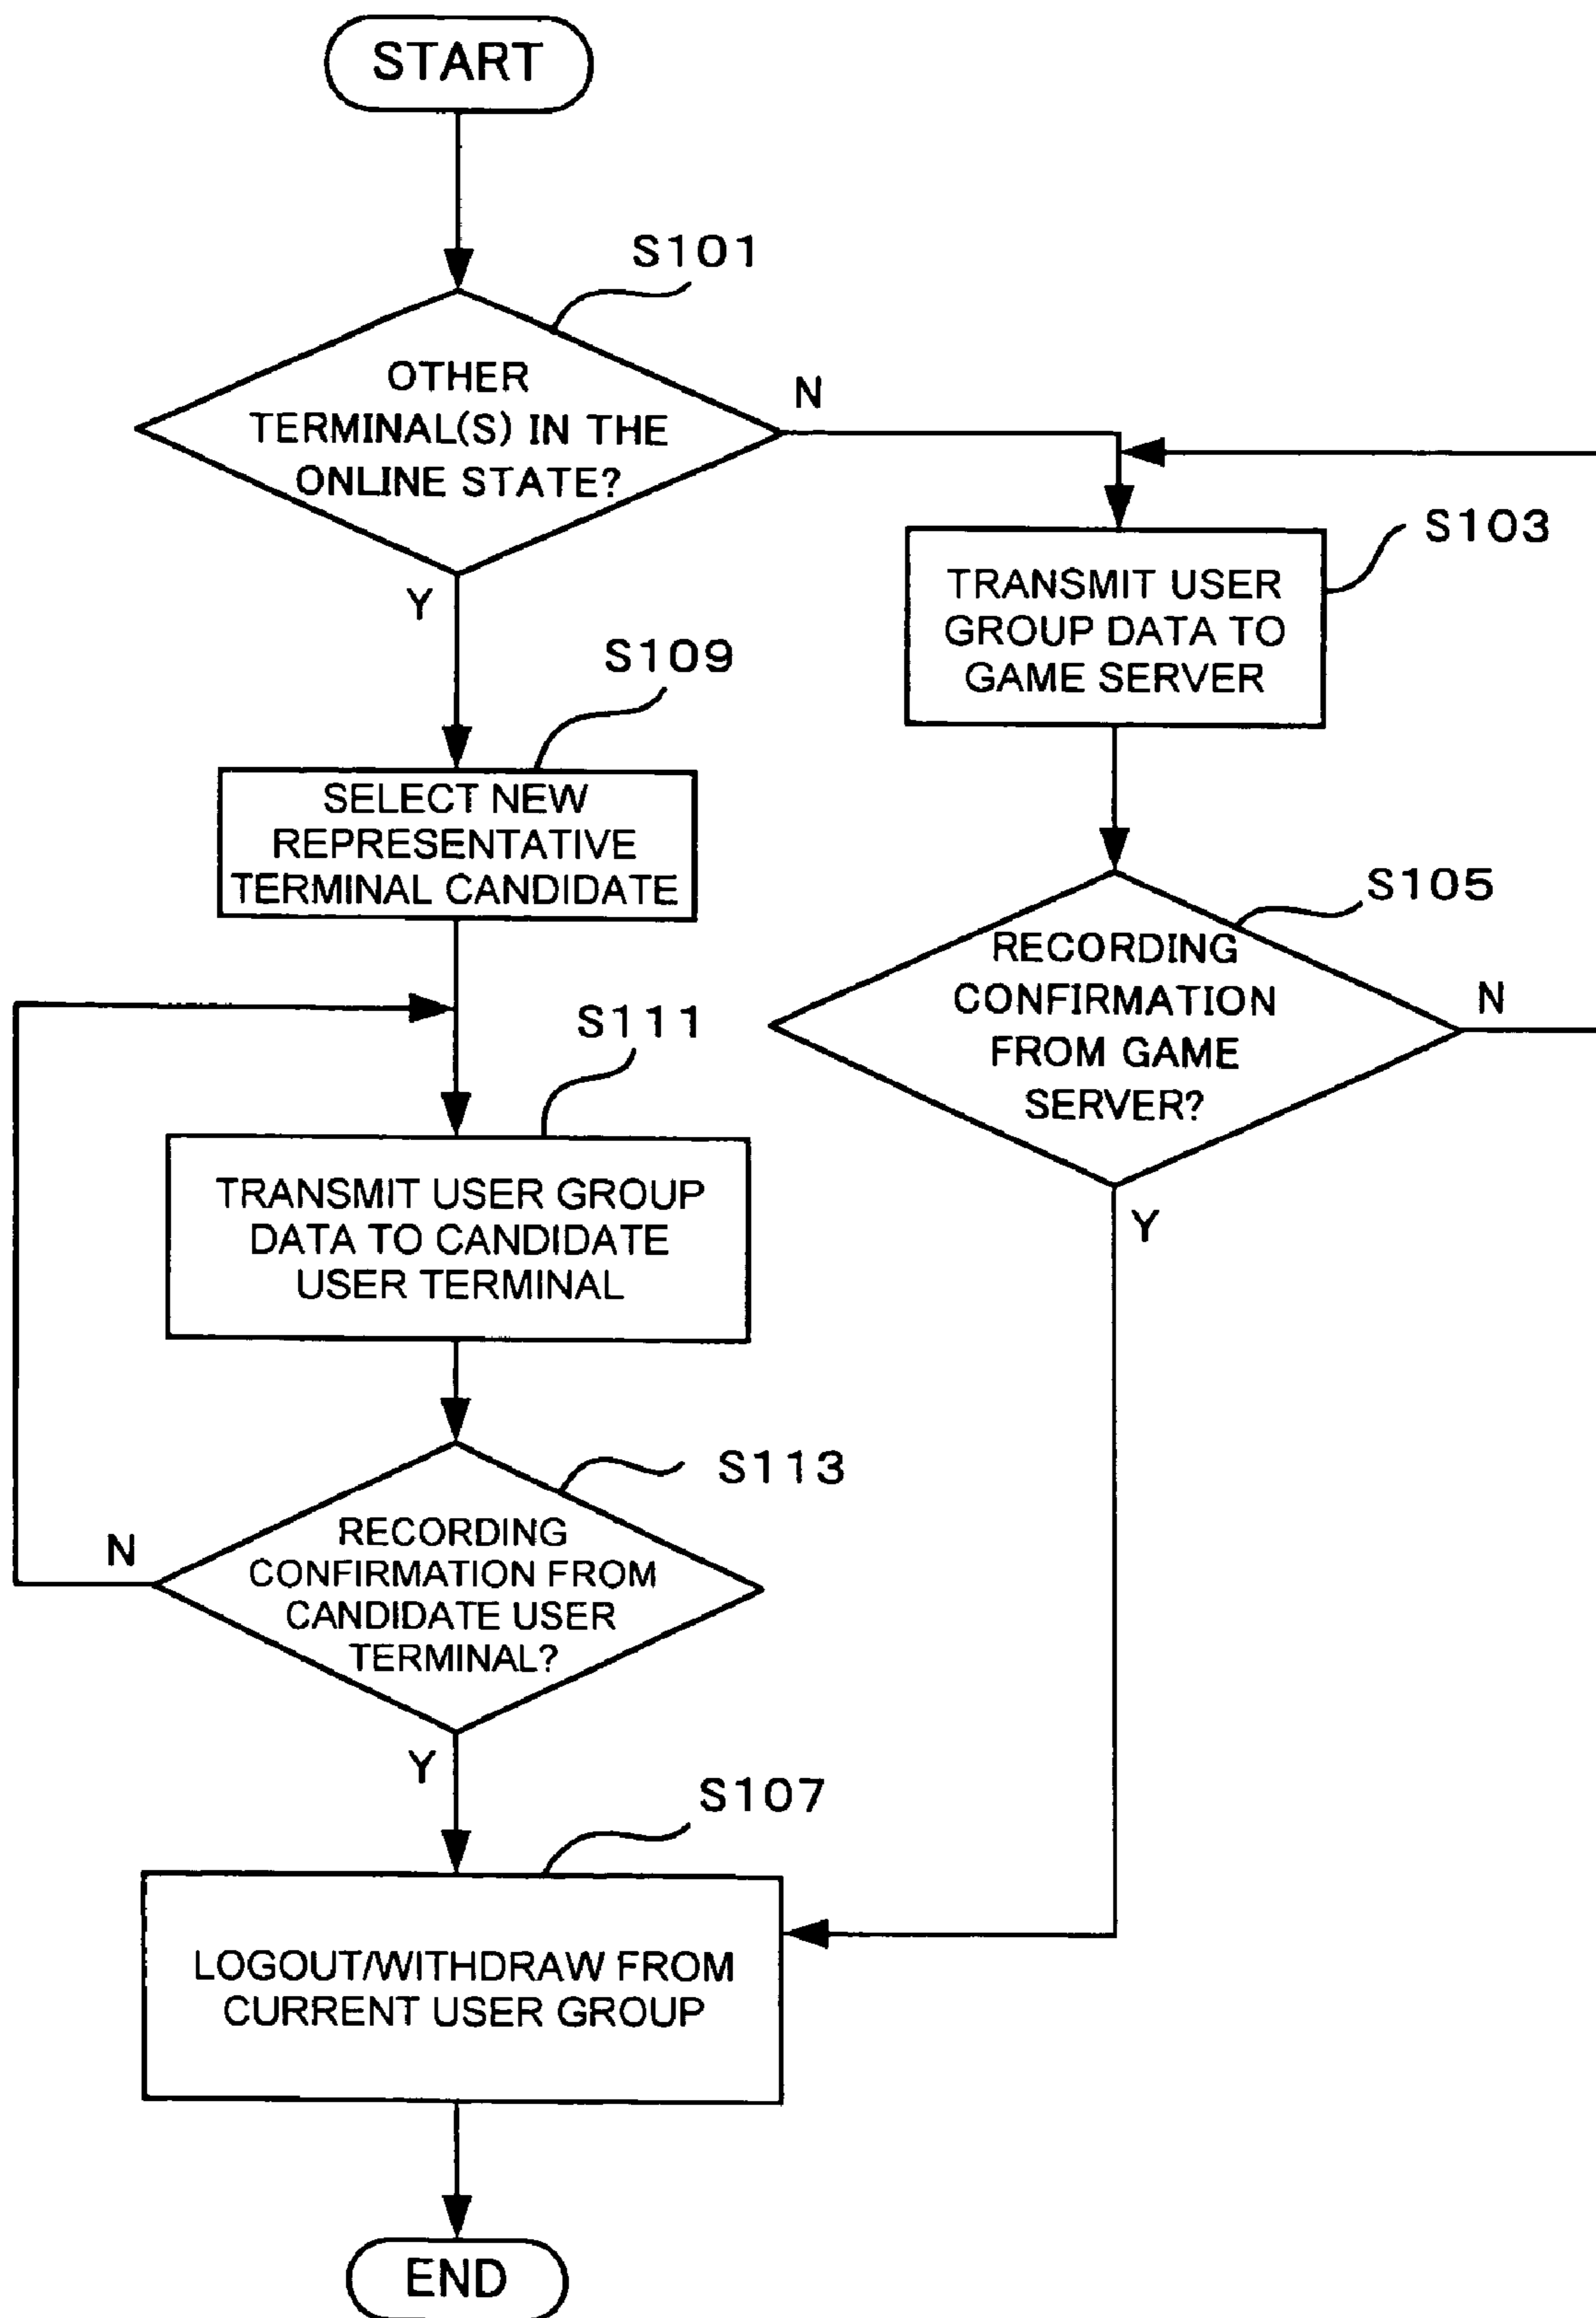 START
S101
OTHER
TERMINAL(S) IN THE
ONLINE STATE?
N
Y
S103
TRANSMIT USER
GROUP DATA TO
GAME SERVER
S109
SELECT NEW
REPRESENTATIVE
TERMINAL CANDIDATE
S105
RECORDING
CONFIRMATION
FROM GAME
SERVER?
N
Y
S111
TRANSMIT USER GROUP
DATA TO CANDIDATE
USER TERMINAL
S113
RECORDING
CONFIRMATION FROM
CANDIDATE USER
TERMINAL?
N
Y
S107
LOGOUT/WITHDRAW FROM
CURRENT USER GROUP
END